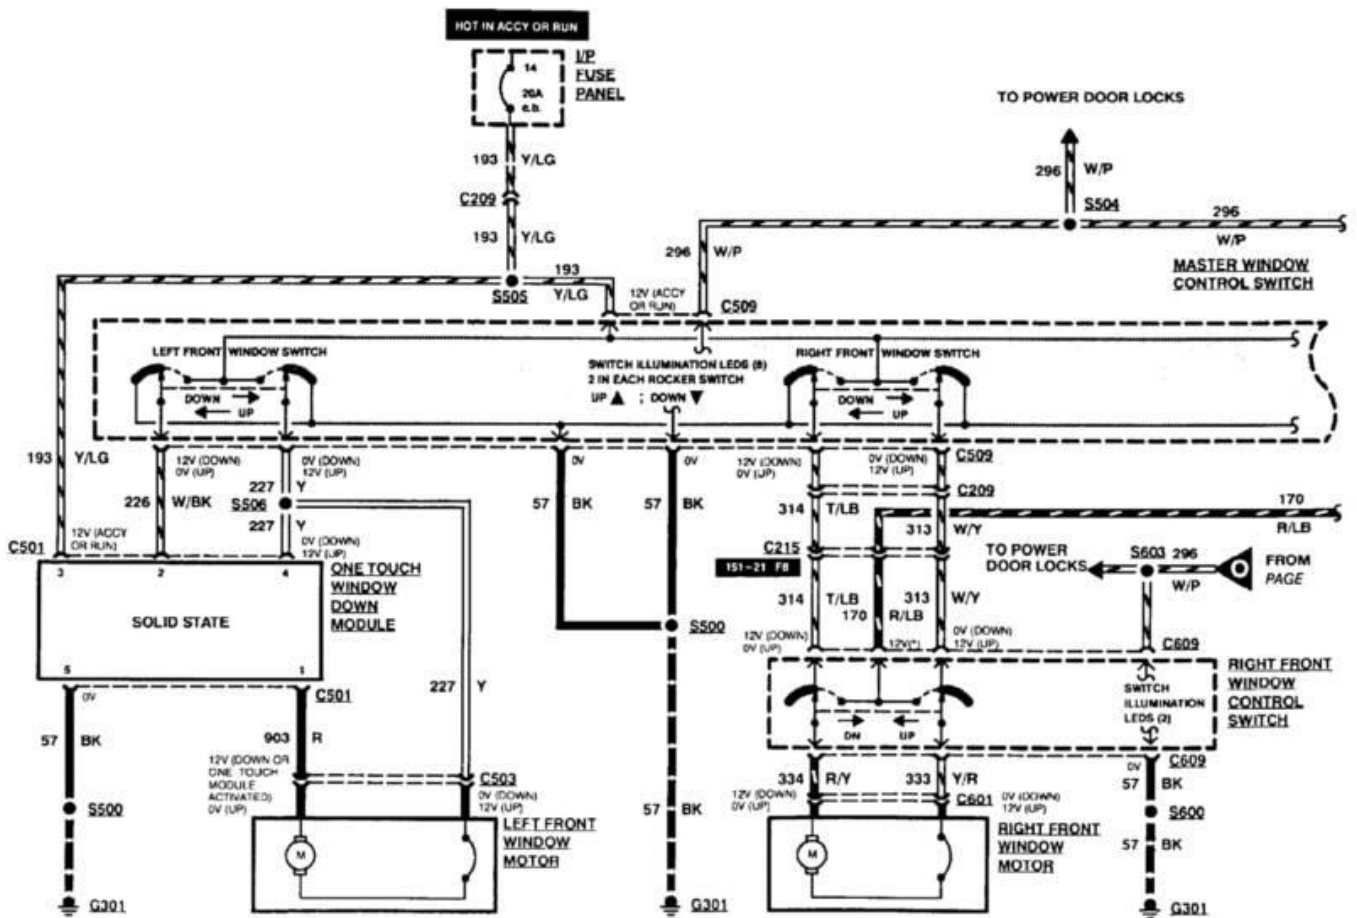 HOT IN ACCY OR RUN
I/P
FUSE
PANEL
14
20A
c.b.
193 Y/LG
C209
193 Y/LG
S505
193
Y/LG
TO POWER DOOR LOCKS
296 W/P
S504
296
W/P
296 W/P
MASTER WINDOW
CONTROL SWITCH
12V (ACCY
OR RUN)
C509
LEFT FRONT WINDOW SWITCH
DOWN
UP
SWITCH ILLUMINATION LEDS (8)
2 IN EACH ROCKER SWITCH
UP ▲ ; DOWN ▼
RIGHT FRONT WINDOW SWITCH
DOWN
UP
193 Y/LG
12V (DOWN)
0V (UP)
0V (DOWN)
12V (UP)
226 W/BK
227 Y
S506
227 Y
0V (DOWN)
12V (UP)
0V
57 BK
0V
57 BK
12V (DOWN)
0V (UP)
0V (DOWN)
12V (UP)
C509
C209
314 T/LB
313 W/Y
170
R/LB
C215
151-21 F8
314 T/LB
170 R/LB
313 W/Y
12V (DOWN)
0V (UP)
12V(*)
0V (DOWN)
12V (UP)
TO POWER
DOOR LOCKS
S603
296
W/P
FROM
PAGE
C609
C501
12V (ACCY
OR RUN)
3 2 4
SOLID STATE
5 1
ONE TOUCH
WINDOW
DOWN
MODULE
0V
C501
57 BK
S500
G301
903 R
12V (DOWN OR
ONE TOUCH
MODULE
ACTIVATED)
0V (UP)
227 Y
C503
0V (DOWN)
12V (UP)
M
LEFT FRONT
WINDOW
MOTOR
S500
57 BK
G301
RIGHT FRONT
WINDOW
CONTROL
SWITCH
DN UP
SWITCH
ILLUMINATION
LEDS (2)
334 R/Y
333 Y/R
12V (DOWN)
0V (UP)
C601
0V (DOWN)
12V (UP)
M
RIGHT FRONT
WINDOW
MOTOR
0V
C609
57 BK
S600
57 BK
G301